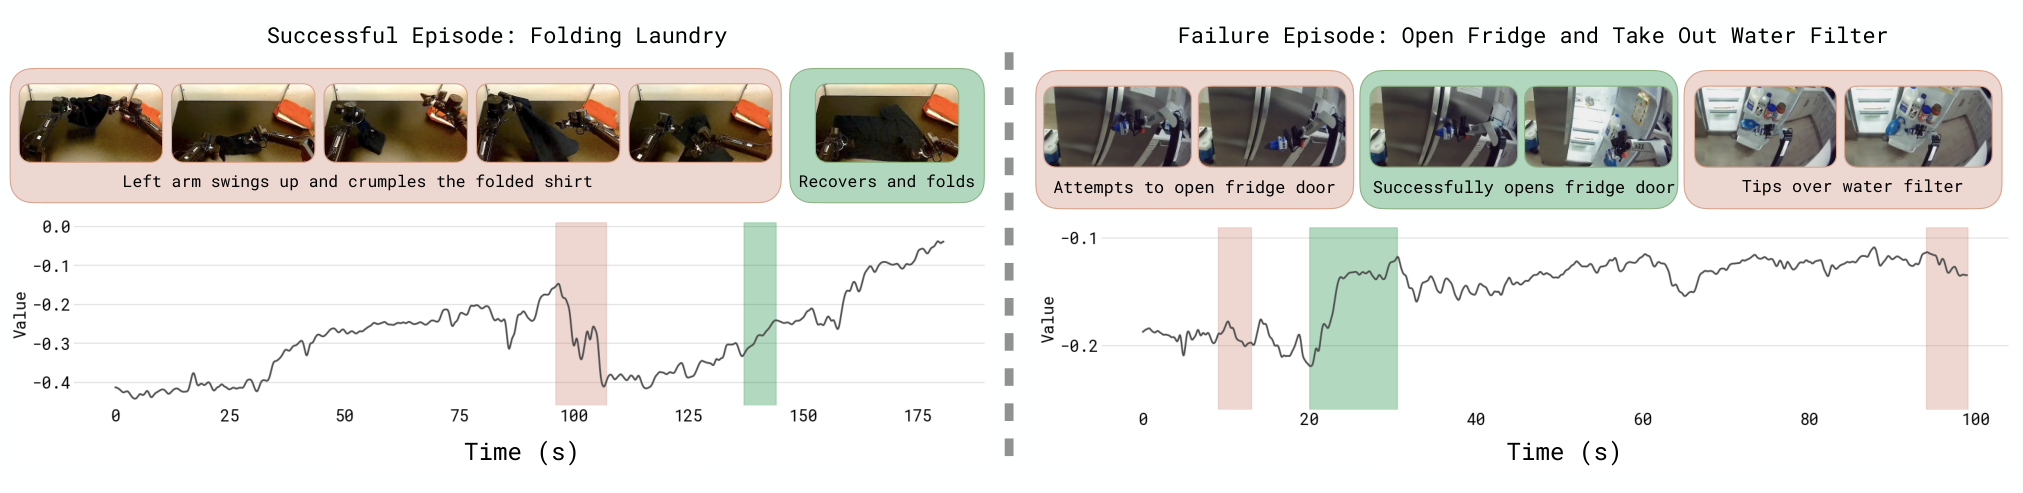 Successful Episode: Folding Laundry
Left arm swings up and crumples the folded shirt
Recovers and folds
0.0
-0.1
-0.2
-0.3
-0.4
Value
0 25 50 75 100 125 150 175
Time (s)
Failure Episode: Open Fridge and Take Out Water Filter
Attempts to open fridge door
Successfully opens fridge door
Tips over water filter
-0.1
-0.2
Value
0 20 40 60 80 100
Time (s)